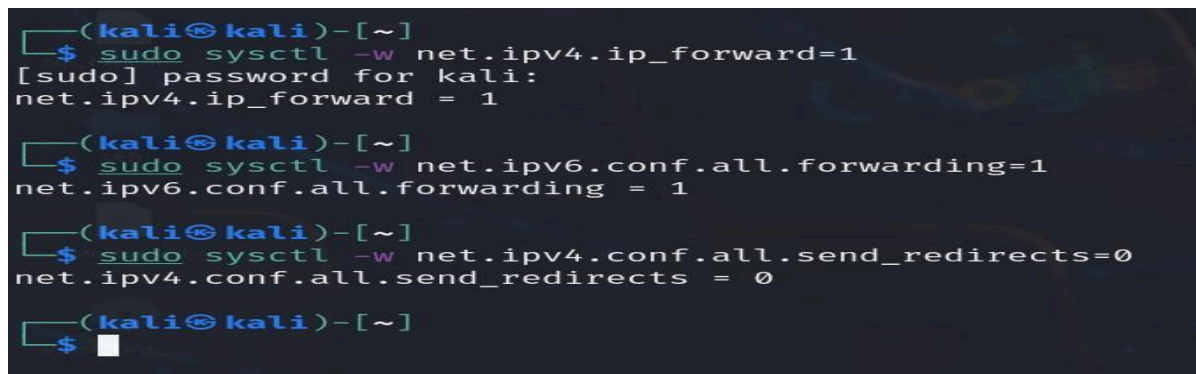 ┌──(kali㉿kali)-[~]
└─$ sudo sysctl -w net.ipv4.ip_forward=1
[sudo] password for kali:
net.ipv4.ip_forward = 1
┌──(kali㉿kali)-[~]
└─$ sudo sysctl -w net.ipv6.conf.all.forwarding=1
net.ipv6.conf.all.forwarding = 1
┌──(kali㉿kali)-[~]
└─$ sudo sysctl -w net.ipv4.conf.all.send_redirects=0
net.ipv4.conf.all.send_redirects = 0
┌──(kali㉿kali)-[~]
└─$